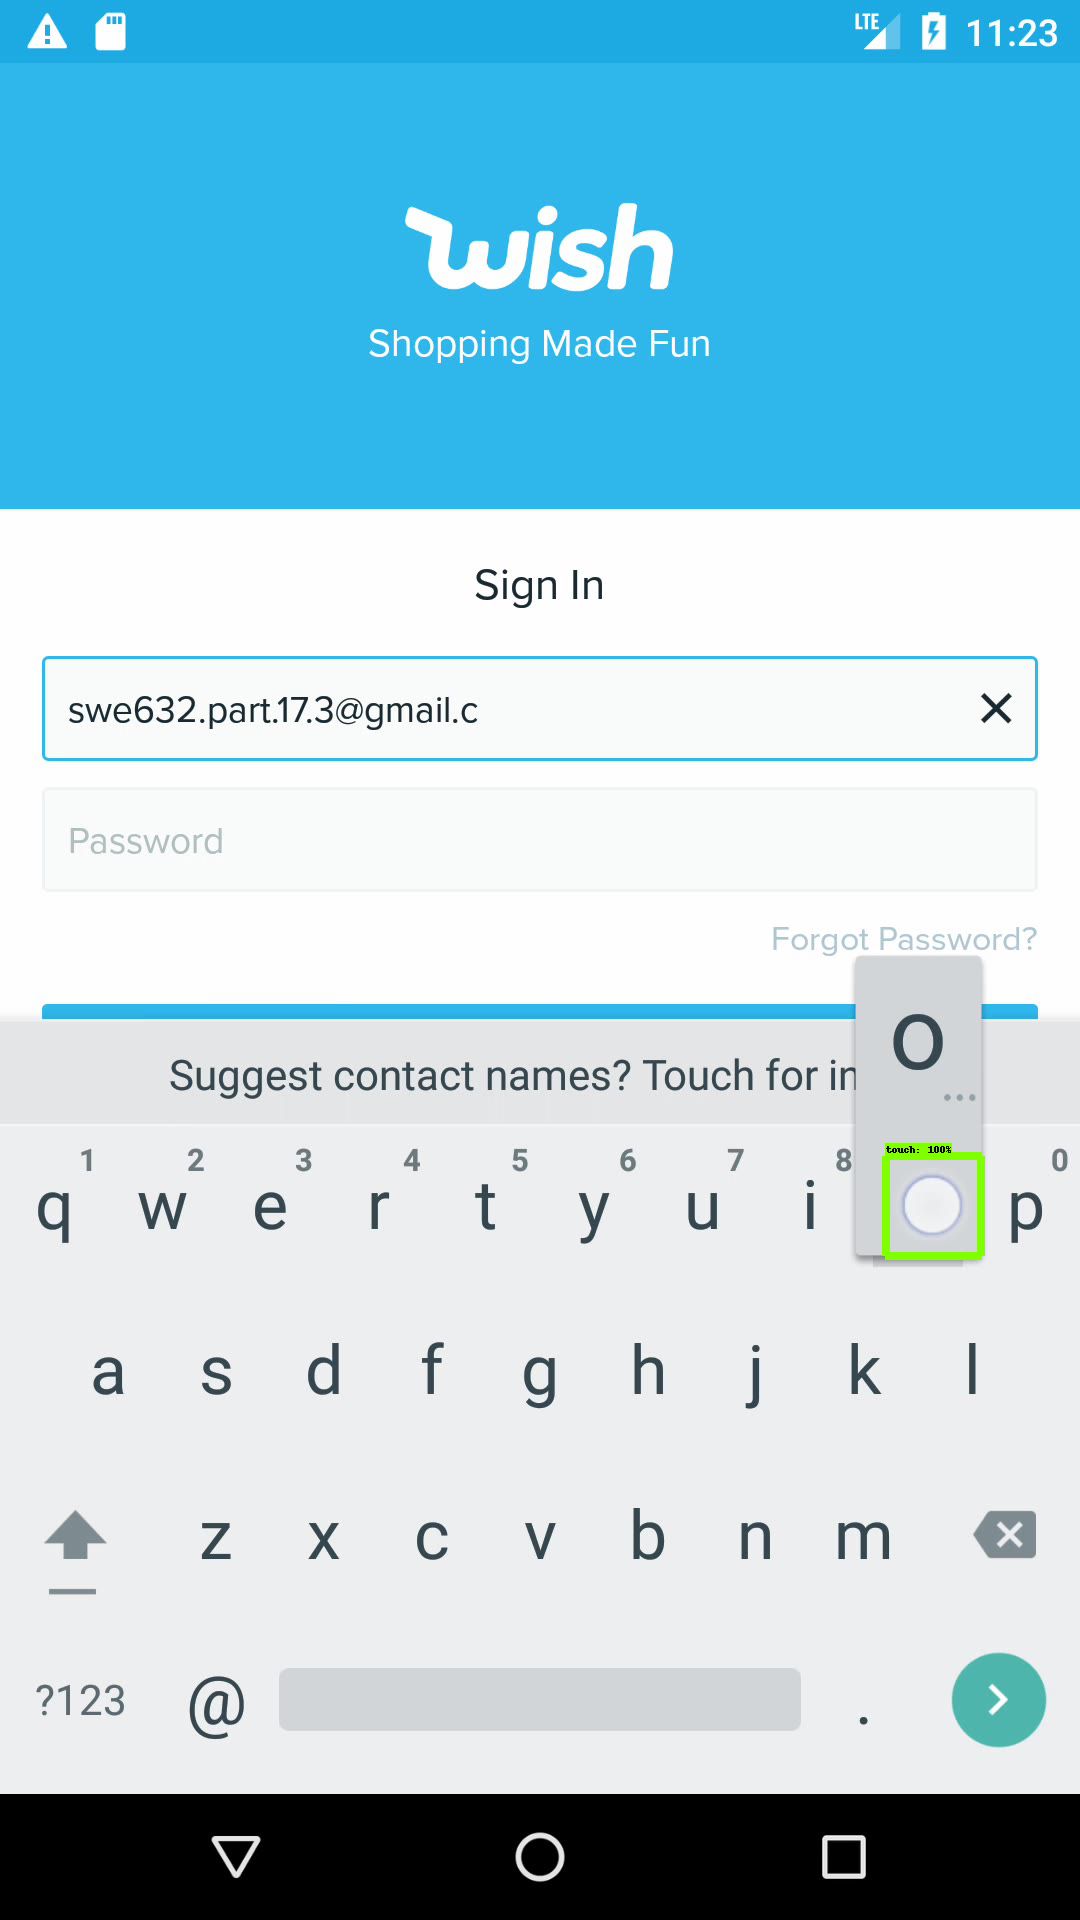 LTE 11:23
wish
Shopping Made Fun
Sign In
swe632.part.17.3@gmail.c
Password
Forgot Password?
o
...
Suggest contact names? Touch for in
touch: 100%
1 2 3 4 5 6 7 8 0
q w e r t y u i p
a s d f g h j k l
z x c v b n m
?123 @ .